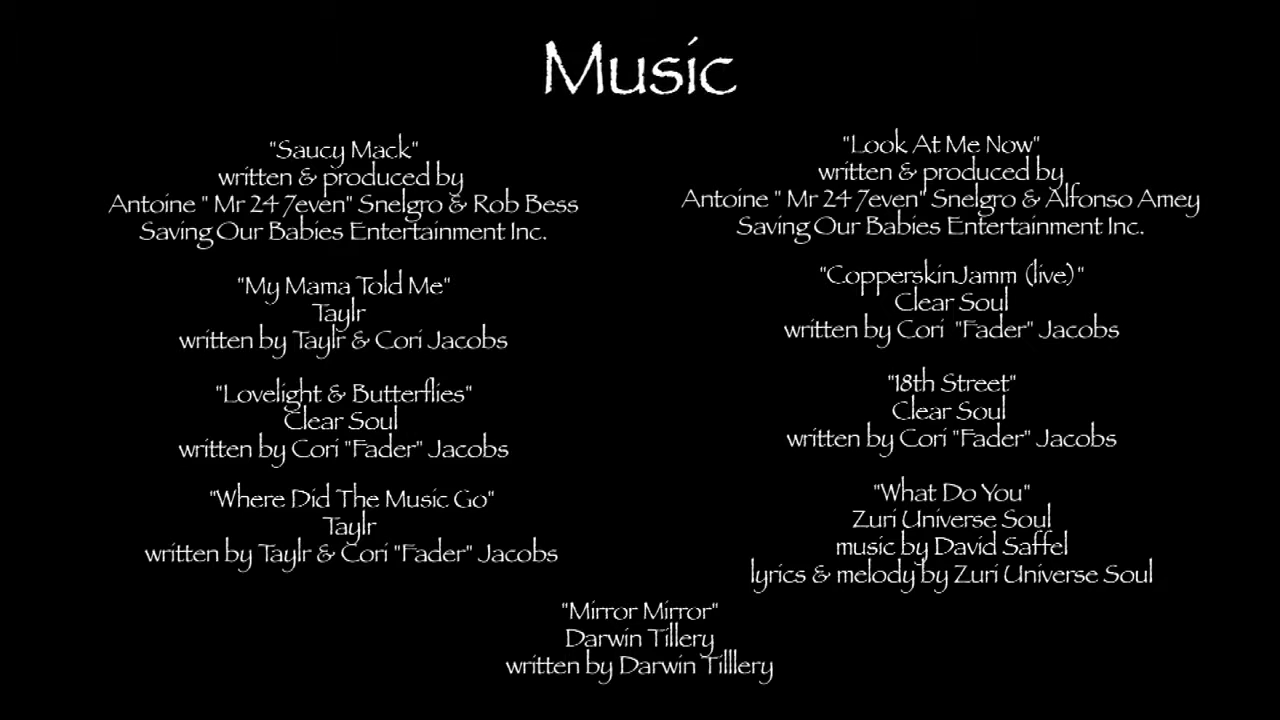 Music
"Saucy Mack"
written & produced by
Antoine " Mr 24 7even" Snelgro & Rob Bess
Saving Our Babies Entertainment Inc.
"My Mama Told Me"
Taylr
written by Taylr & Cori Jacobs
"Lovelight & Butterflies"
Clear Soul
written by Cori "Fader" Jacobs
"Where Did The Music Go"
Taylr
written by Taylr & Cori "Fader" Jacobs
"Look At Me Now"
written & produced by
Antoine " Mr 24 7even" Snelgro & Alfonso Amey
Saving Our Babies Entertainment Inc.
"CopperskinJamm (live)"
Clear Soul
written by Cori "Fader" Jacobs
"18th Street"
Clear Soul
written by Cori "Fader" Jacobs
"What Do You"
Zuri Universe Soul
music by David Saffel
lyrics & melody by Zuri Universe Soul
"Mirror Mirror"
Darwin Tillery
written by Darwin Tilllery